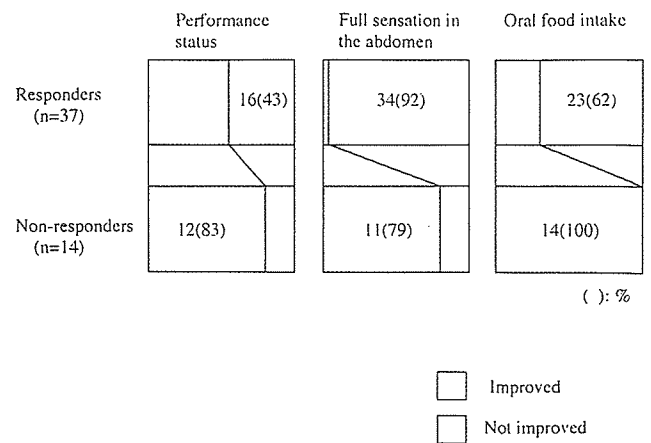 Performance status
Full sensation in the abdomen
Oral food intake
Responders (n=37)
16(43)
34(92)
23(62)
Non-responders (n=14)
12(83)
11(79)
14(100)
( ): %
Improved
Not improved